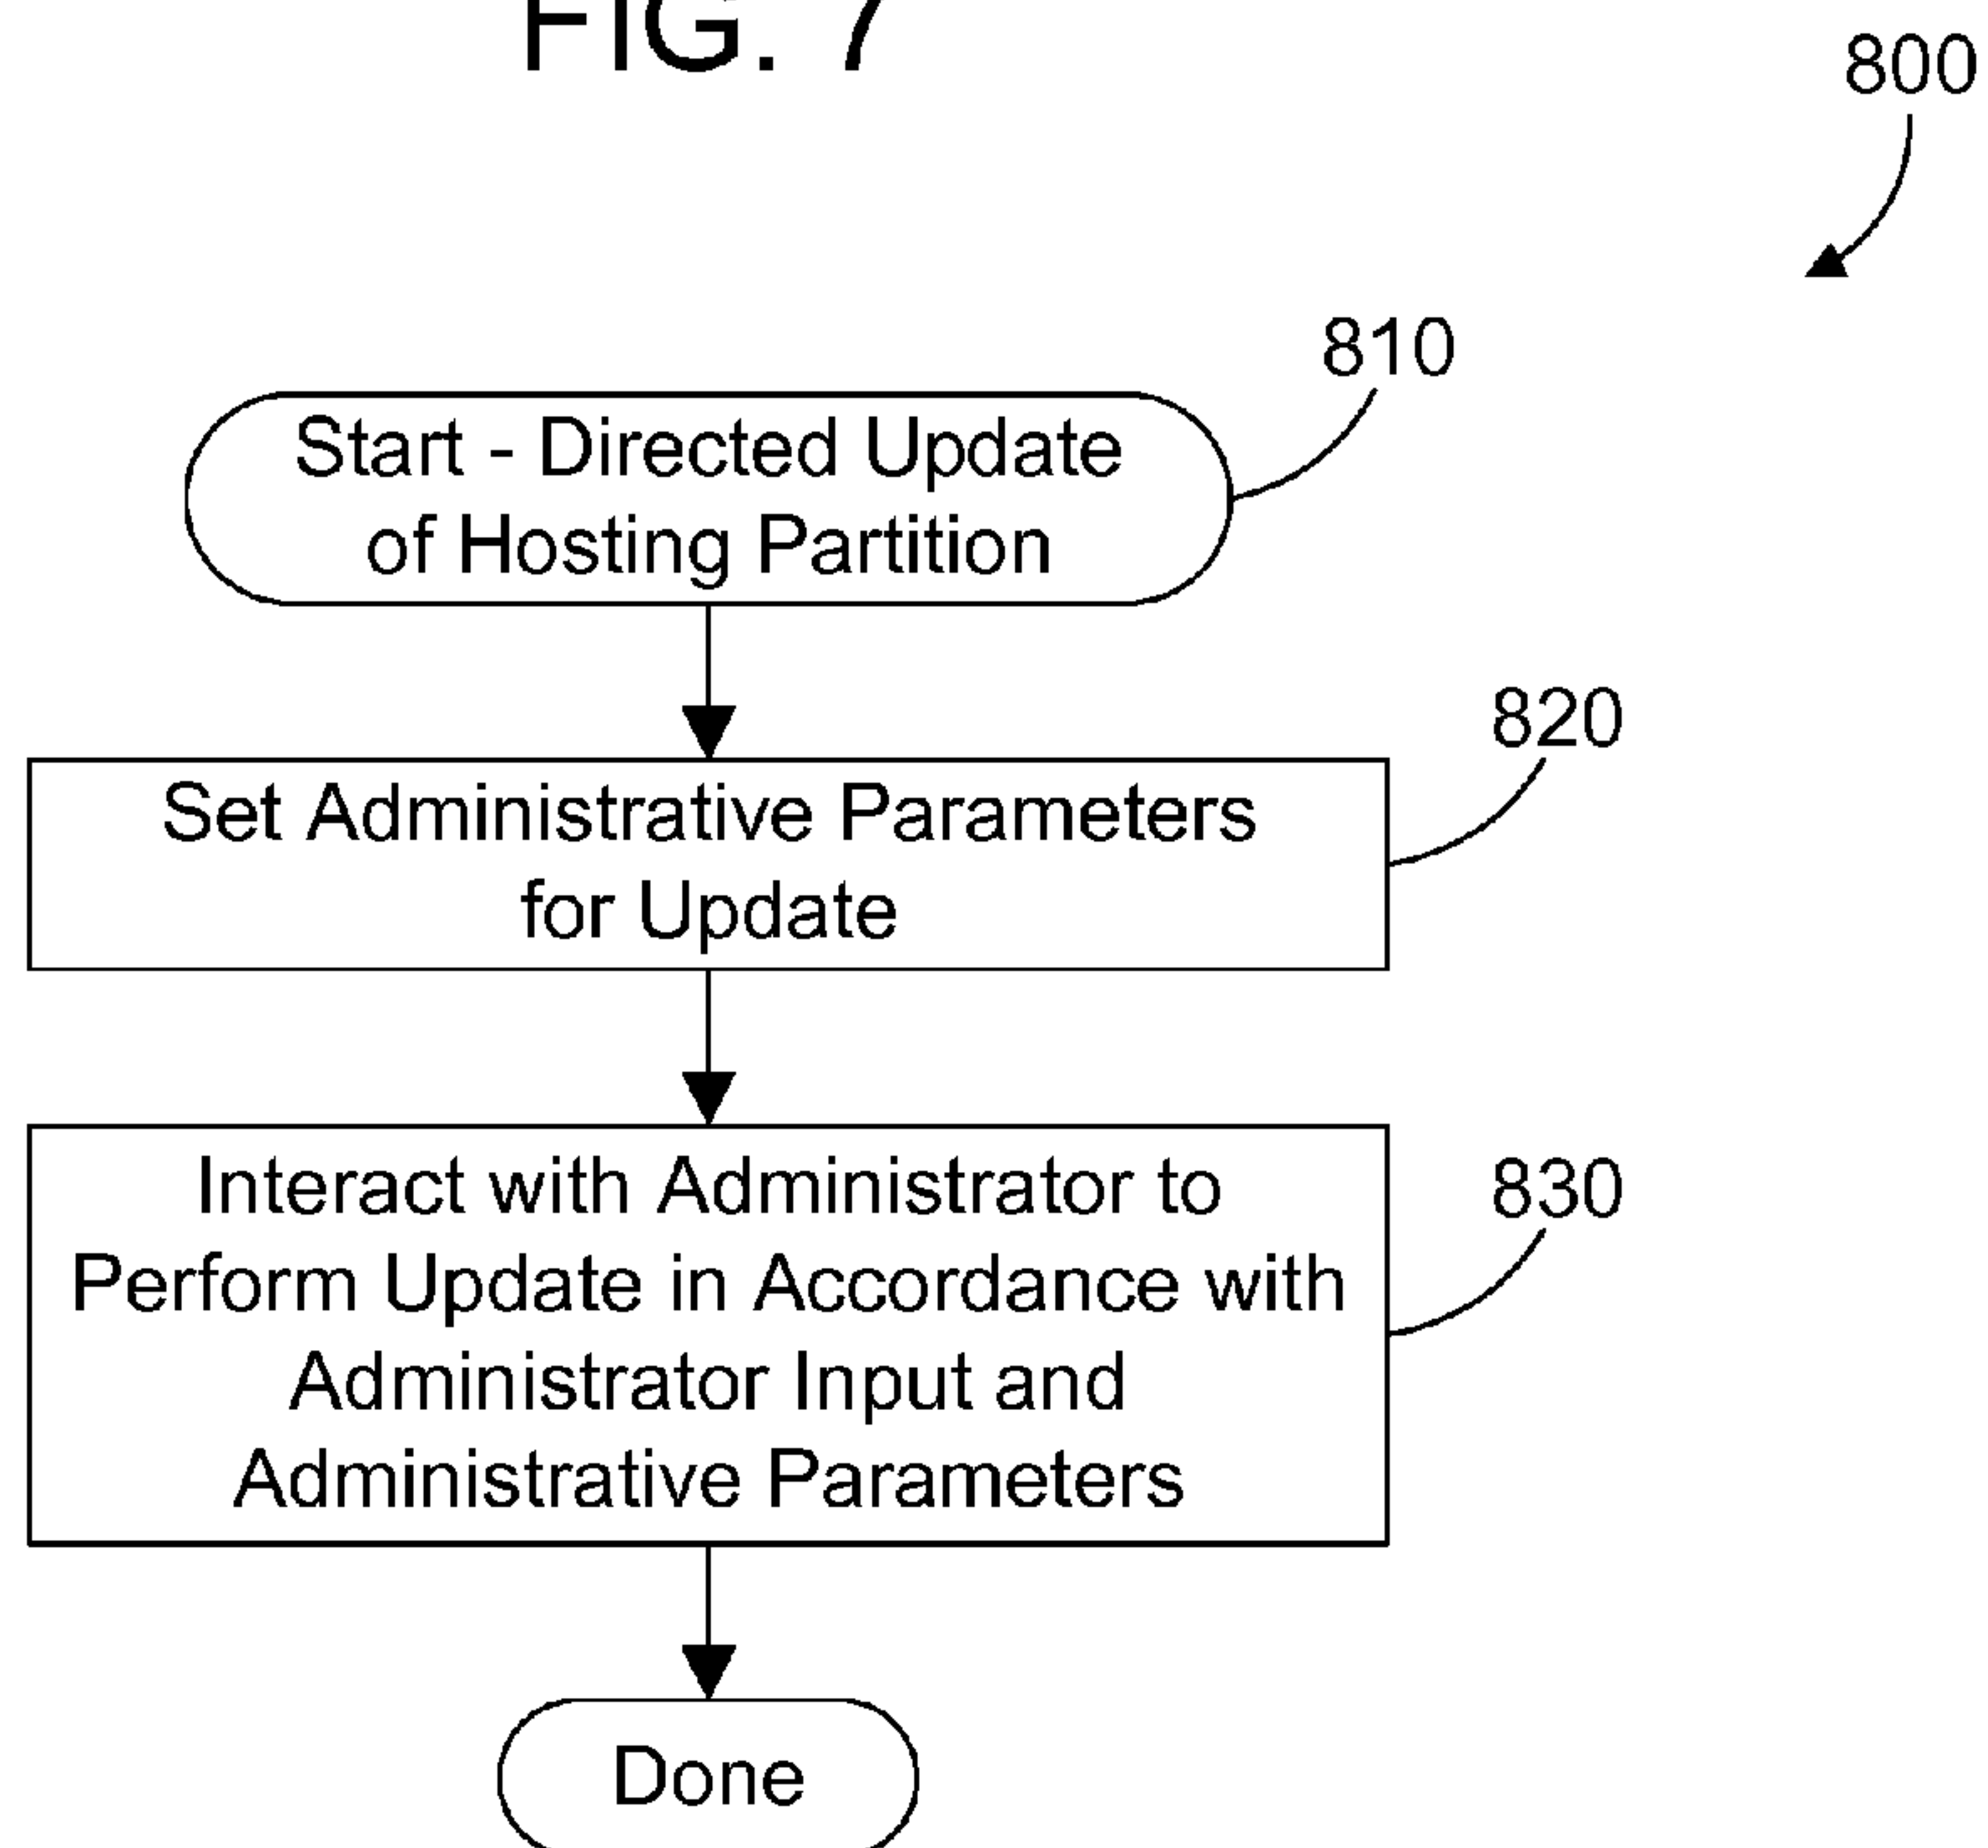 FIG. 7
800
810
Start - Directed Update
of Hosting Partition
820
Set Administrative Parameters
for Update
830
Interact with Administrator to
Perform Update in Accordance with
Administrator Input and
Administrative Parameters
Done